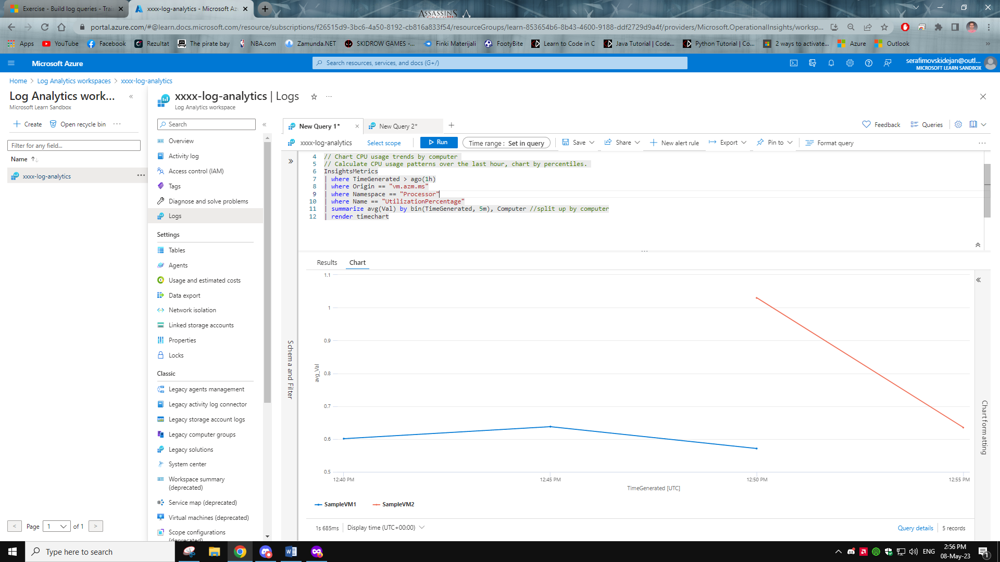 Exercise - Build log queries - Tra
xxxx-log-analytics - Microsoft Az
ASSASSINS
portal.azure.com/#@learn.docs.microsoft.com/resource/subscriptions/f26515d9-3bc6-4a50-8192-cb816a833f54/resourceGroups/learn-853654b6-8b43-4600-9188-ddf2729d9a4f/providers/Microsoft.OperationalInsights/worksp...
Apps
YouTube
Facebook
Rezultat
The pirate bay
NBA.com
Zamunda.NET
SKIDROW GAMES -...
Finki Materijali
FootyBite
Learn to Code in C
Java Tutorial | Code...
Python Tutorial | Co...
2 ways to activate...
Azure
Outlook
Microsoft Azure
Search resources, services, and docs (G+/)
serafimovskidejan@outl...
MICROSOFT LEARN SANDBOX
Home > Log Analytics workspaces > xxxx-log-analytics
Log Analytics work...
Microsoft Learn Sandbox
Create
Open recycle bin
Filter for any field...
Name
xxxx-log-analytics
Page 1 of 1
xxxx-log-analytics | Logs
Log Analytics workspace
Search
Overview
Activity log
Access control (IAM)
Tags
Diagnose and solve problems
Logs
Settings
Tables
Agents
Usage and estimated costs
Data export
Network isolation
Linked storage accounts
Properties
Locks
Classic
Legacy agents management
Legacy activity log connector
Legacy storage account logs
Legacy computer groups
Legacy solutions
System center
Workspace summary
(deprecated)
Service map (deprecated)
Virtual machines (deprecated)
Scope configurations
(deprecated)
New Query 1*
New Query 2*
Feedback
Queries
xxxx-log-analytics
Select scope
Run
Time range : Set in query
Save
Share
New alert rule
Export
Pin to
Format query
4 // Chart CPU usage trends by computer
5 // Calculate CPU usage patterns over the last hour, chart by percentiles.
6 InsightsMetrics
7 | where TimeGenerated > ago(1h)
8 | where Origin == "vm.azm.ms"
9 | where Namespace == "Processor"
10 | where Name == "UtilizationPercentage"
11 | summarize avg(Val) by bin(TimeGenerated, 5m), Computer //split up by computer
12 | render timechart
Schema and Filter
Results
Chart
1.1
1
0.9
0.8
0.7
0.6
0.5
avg_Val
12:40 PM
12:45 PM
12:50 PM
12:55 PM
TimeGenerated [UTC]
SampleVM1
SampleVM2
Chart formatting
1s 685ms
Display time (UTC+00:00)
Query details
5 records
Type here to search
ENG
2:56 PM
08-May-23
1